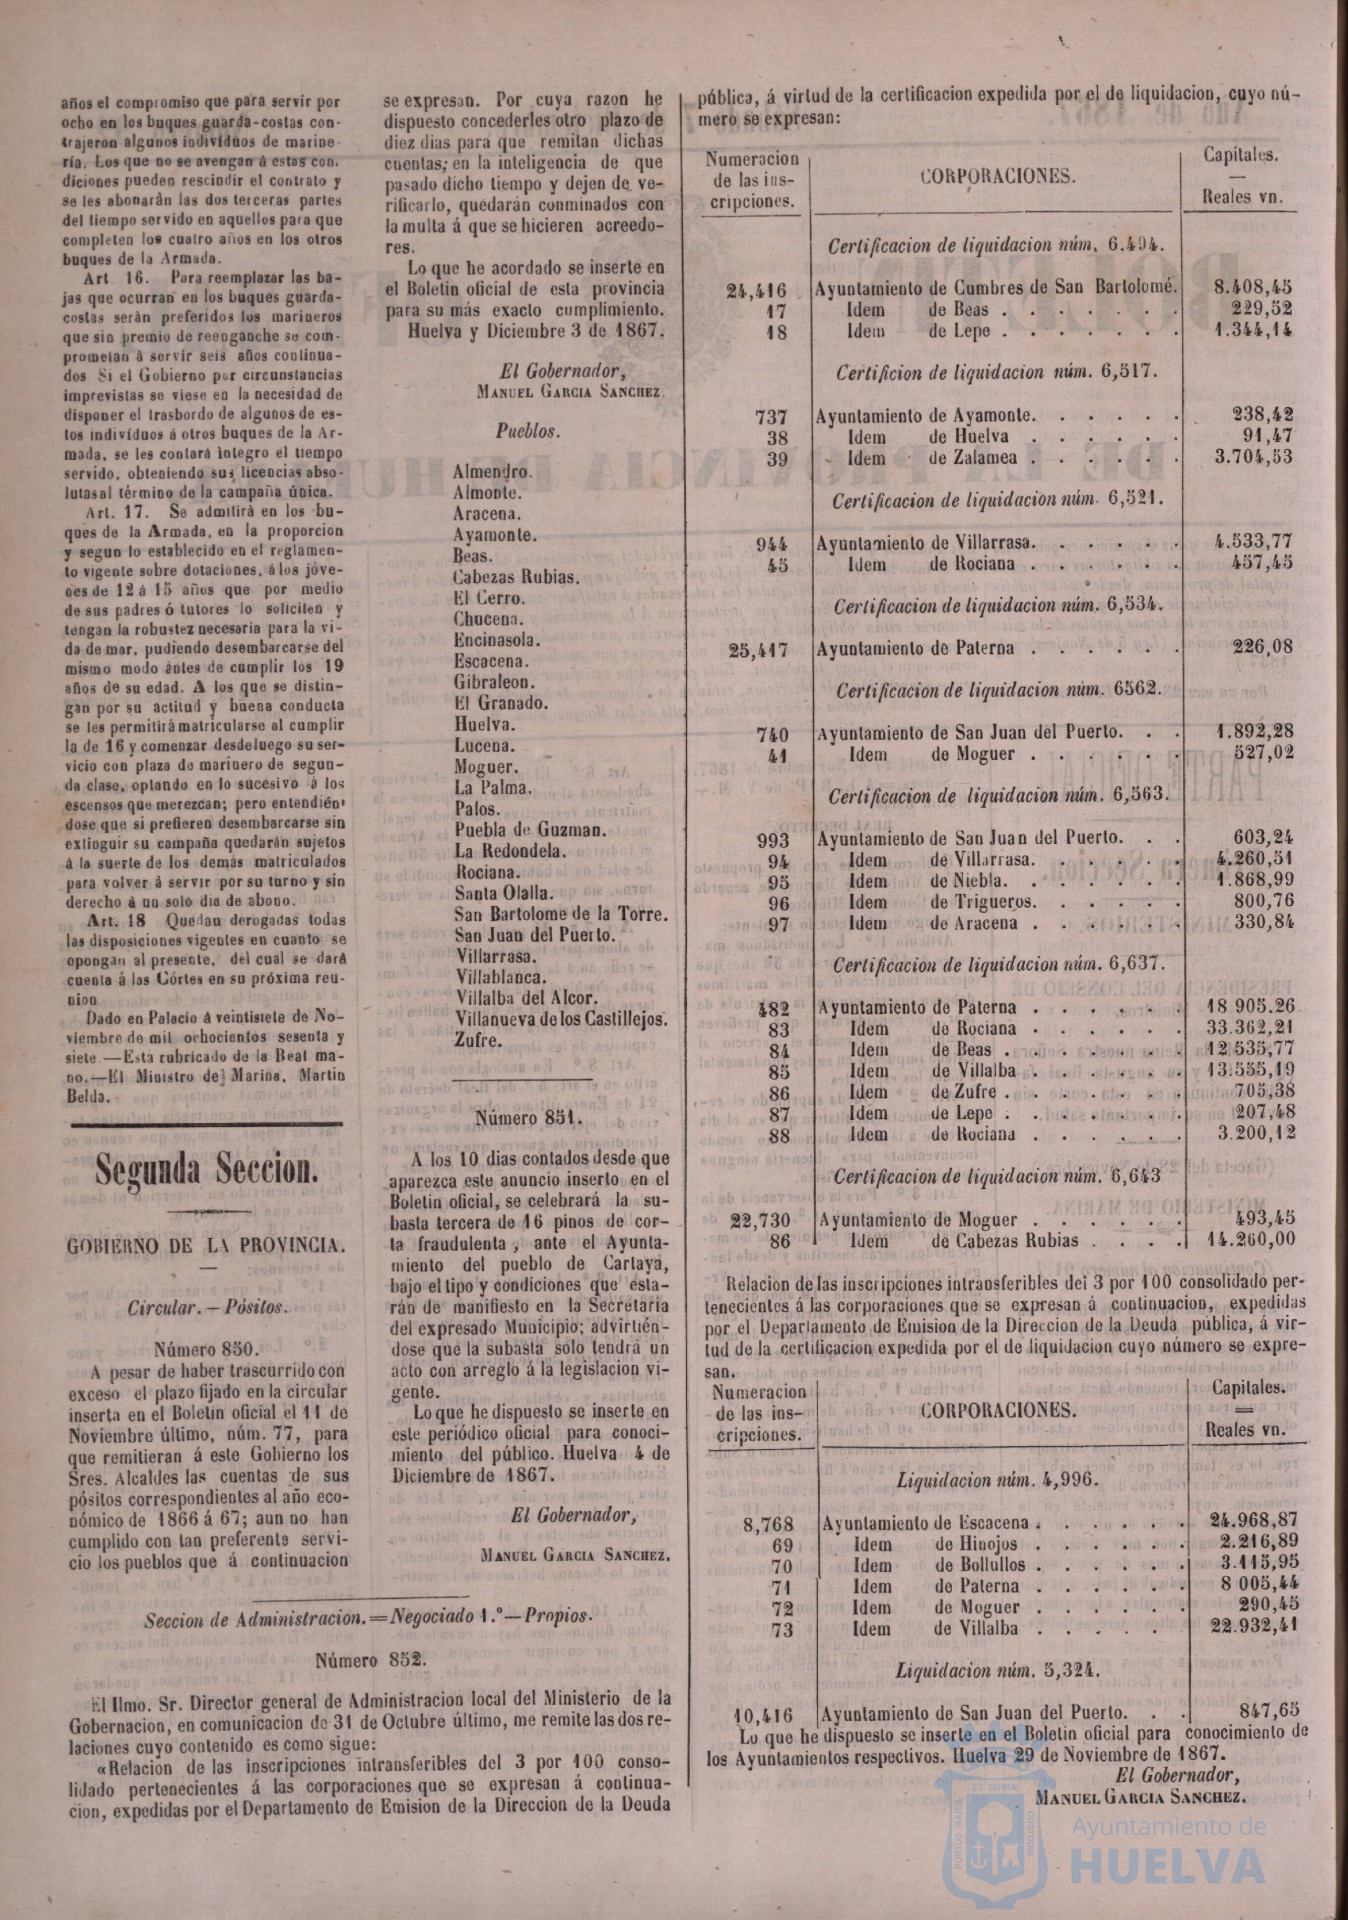 años el compromiso que para servir por
ocho en los buques guarda-costas con-
trajeron algunos indivíduos de marine-
ría. Los que no se avengan á estas con-
diciones pueden rescindir el contrato y
se les abonarán las dos terceras partes
del tiempo servido en aquellos para que
completen los cuatro años en los otros
buques de la Armada.
Art. 16. Para reemplazar las ba-
jas que ocurran en los buques guarda-
costas serán preferidos los marineros
que sin premio de reenganche se com-
prometan á servir seis años continua-
dos Si el Gobierno por circunstancias
imprevistas se viese en la necesidad de
disponer el trasbordo de algunos de es-
tos indivíduos á otros buques de la Ar-
mada, se les contará integro el tiempo
servido, obteniendo sus licencias abso-
lutas al término de la campaña única.
Art. 17. Se admitirá en los bu-
ques de la Armada, en la proporcion
y segun lo establecido en el reglamen-
to vigente sobre dotaciones, á los jóve-
nes de 12 á 15 años que por medio
de sus padres ó tutores lo soliciten y
tengan la robustez necesaria para la vi-
da de mar, pudiendo desembarcarse del
mismo modo ántes de cumplir los 19
años de su edad. A los que se distin-
gan por su actitud y buena conducta
se les permitirá matricularse al cumplir
la de 16 y comenzar desde luego su ser-
vicio con plaza de marinero de segun-
da clase, optando en lo sucesivo á los
escensos que merezcan; pero entendién-
dose que si prefieren desembarcarse sin
extinguir su campaña quedarán sujetos
á la suerte de los demás matriculados
para volver á servir por su turno y sin
derecho á un solo dia de abono.
Art. 18 Quedan derogadas todas
las disposiciones vigentes en cuanto se
opongan al presente, del cual se dará
cuenta á las Córtes en su próxima reu-
nion
Dado en Palacio á veintisiete de No-
viembre de mil ochocientos sesenta y
siete.—Está rubricado de la Real ma-
no.—El Ministro de Marina, Martin
Belda.
Segunda Seccion.
GOBIERNO DE LA PROVINCIA.
Circular.—Pósitos.
Número 850.
A pesar de haber trascurrido con
exceso el plazo fijado en la circular
inserta en el Boletin oficial el 11 de
Noviembre último, núm. 77, para
que remitieran á este Gobierno los
Sres. Alcaldes las cuentas de sus
pósitos correspondientes al año eco-
nómico de 1866 á 67; aun no han
cumplido con tan preferente servi-
cio los pueblos que á continuacion
se expresan. Por cuya razon he
dispuesto concederles otro plazo de
diez dias para que remitan dichas
cuentas; en la inteligencia de que
pasado dicho tiempo y dejen de ve-
rificarlo, quedarán conminados con
la multa á que se hicieren acreedo-
res.
Lo que he acordado se inserte en
el Boletin oficial de esta provincia
para su más exacto cumplimiento.
Huelva y Diciembre 3 de 1867.
El Gobernador,
MANUEL GARCIA SANCHEZ.
Pueblos.
Almendro.
Almonte.
Aracena.
Ayamonte.
Beas.
Cabezas Rubias.
El Cerro.
Chucena.
Encinasola.
Escacena.
Gibraleon.
El Granado.
Huelva.
Lucena.
Moguer.
La Palma.
Palos.
Puebla de Guzman.
La Redondela.
Rociana.
Santa Olalla.
San Bartolome de la Torre.
San Juan del Puerto.
Villarrasa.
Villablanca.
Villalba del Alcor.
Villanueva de los Castillejos.
Zufre.
Número 851.
A los 10 dias contados desde que
aparezca este anuncio inserto en el
Boletin oficial, se celebrará la su-
basta tercera de 16 pinos de cor-
ta fraudulenta, ante el Ayunta-
miento del pueblo de Cartaya,
bajo el tipo y condiciones que esta-
rán de manifiesto en la Secretaría
del expresado Municipio; advirtién-
dose que la subasta sólo tendrá un
acto con arreglo á la legislacion vi-
gente.
Lo que he dispuesto se inserte en
este periódico oficial para conoci-
miento del público. Huelva 4 de
Diciembre de 1867.
El Gobernador,
MANUEL GARCIA SANCHEZ.
Seccion de Administracion.=Negociado 1.º—Propios.
Número 852.
El Ilmo. Sr. Director general de Administracion local del Ministerio de la
Gobernacion, en comunicacion de 31 de Octubre último, me remite las dos re-
laciones cuyo contenido es como sigue:
«Relacion de las inscripciones intransferibles del 3 por 100 conso-
lidado pertenecientes á las corporaciones que se expresan á continua-
cion, expedidas por el Departamento de Emision de la Direccion de la Deuda
pública, á virtud de la certificacion expedida por el de liquidacion, cuyo nú-
mero se expresan:
Numeracion de las ins- cripciones. CORPORACIONES. Capitales. — Reales vn.
Certificacion de liquidacion núm. 6.494.
24,416 Ayuntamiento de Cumbres de San Bartolomé. 8.408,45
17 Idem de Beas . . . . . . . 229,52
18 Idem de Lepe . . . . . . . 1.344,14
Certificion de liquidacion núm. 6,517.
737 Ayuntamiento de Ayamonte. . . . . . 238,42
38 Idem de Huelva . . . . . . 91,47
39 Idem de Zalamea . . . . . . 3.704,53
Certificacion de liquidacion núm. 6,521.
944 Ayuntamiento de Villarrasa. . . . . . 4.533,77
45 Idem de Rociana . . . . . . 457,45
Certificacion de liquidacion núm. 6,534.
25,417 Ayuntamiento de Paterna . . . . . . 226,08
Certificacion de liquidacion núm. 6562.
740 Ayuntamiento de San Juan del Puerto. . . 1.892,28
41 Idem de Moguer . . . . . . 527,02
Certificacion de liquidacion núm. 6,563.
993 Ayuntamiento de San Juan del Puerto. . . 603,24
94 Idem de Villarrasa. . . . . . 4.260,51
95 Idem de Niebla. . . . . . . 1.868,99
96 Idem de Trigueros. . . . . . 800,76
97 Idem de Aracena . . . . . . 330,84
Certificacion de liquidacion núm. 6,637.
482 Ayuntamiento de Paterna . . . . . . 18 905.26
83 Idem de Rociana . . . . . . 33.362,21
84 Idem de Beas . . . . . . . 12.535,77
85 Idem de Villalba . . . . . . 13.555,19
86 Idem de Zufre . . . . . . . 705,38
87 Idem de Lepe . . . . . . . 207,48
88 Idem de Rociana . . . . . . 3.200,12
Certificacion de liquidacion núm. 6,643
22,730 Ayuntamiento de Moguer . . . . . . 493,45
86 Idem de Cabezas Rubias . . . . 14.260,00
Relacion de las inscripciones intransferibles del 3 por 100 consolidado per-
tenecientes á las corporaciones que se expresan á continuacion, expedidas
por el Departamento de Emision de la Direccion de la Deuda pública, á vir-
tud de la certificacion expedida por el de liquidacion cuyo número se expre-
san.
Numeracion de las ins- cripciones. CORPORACIONES. Capitales. = Reales vn.
Liquidacion núm. 4,996.
8,768 Ayuntamiento de Escacena . . . . . . 24.968,87
69 Idem de Hinojos . . . . . . 2.216,89
70 Idem de Bollullos . . . . . . 3.115,95
71 Idem de Paterna . . . . . . 8 005,44
72 Idem de Moguer . . . . . . 290,45
73 Idem de Villalba . . . . . 22.932,41
Liquidacion núm. 5,324.
10,416 Ayuntamiento de San Juan del Puerto. . . 847,65
Lo que he dispuesto se inserte en el Boletin oficial para conocimiento de
los Ayuntamientos respectivos. Huelva 29 de Noviembre de 1867.
El Gobernador,
MANUEL GARCIA SANCHEZ.
Ayuntamiento de
HUELVA